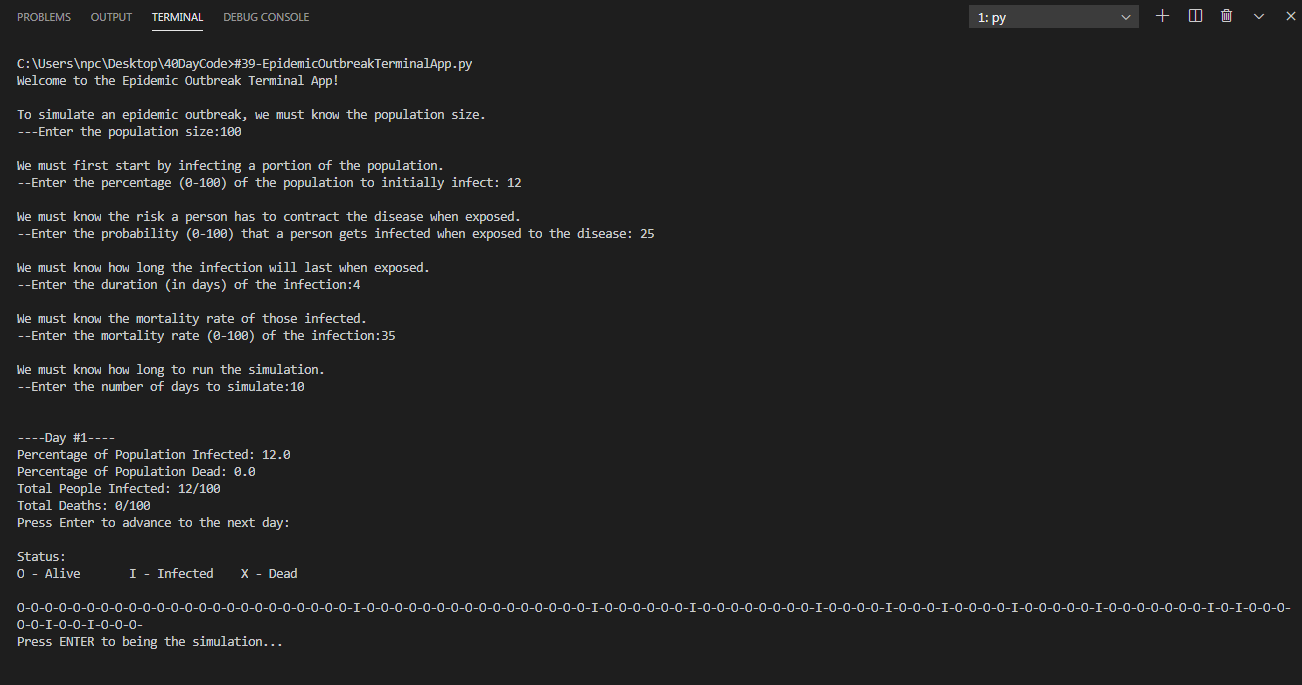 PROBLEMS OUTPUT TERMINAL DEBUG CONSOLE 1: py
C:\Users\npc\Desktop\40DayCode>#39-EpidemicOutbreakTerminalApp.py
Welcome to the Epidemic Outbreak Terminal App!
To simulate an epidemic outbreak, we must know the population size.
---Enter the population size:100
We must first start by infecting a portion of the population.
--Enter the percentage (0-100) of the population to initially infect: 12
We must know the risk a person has to contract the disease when exposed.
--Enter the probability (0-100) that a person gets infected when exposed to the disease: 25
We must know how long the infection will last when exposed.
--Enter the duration (in days) of the infection:4
We must know the mortality rate of those infected.
--Enter the mortality rate (0-100) of the infection:35
We must know how long to run the simulation.
--Enter the number of days to simulate:10
----Day #1----
Percentage of Population Infected: 12.0
Percentage of Population Dead: 0.0
Total People Infected: 12/100
Total Deaths: 0/100
Press Enter to advance to the next day:
Status:
O - Alive I - Infected X - Dead
O-O-O-O-O-O-O-O-O-O-O-O-O-O-O-O-O-O-O-O-O-O-O-O-I-O-O-O-O-O-O-O-O-O-O-O-O-O-O-O-O-I-O-O-O-O-O-O-I-O-O-O-O-O-O-O-O-I-O-O-O-O-I-O-O-O-I-O-O-O-O-I-O-O-O-O-O-I-O-O-O-O-O-O-O-I-O-I-O-O-O-
O-O-I-O-O-I-O-O-O-
Press ENTER to being the simulation...